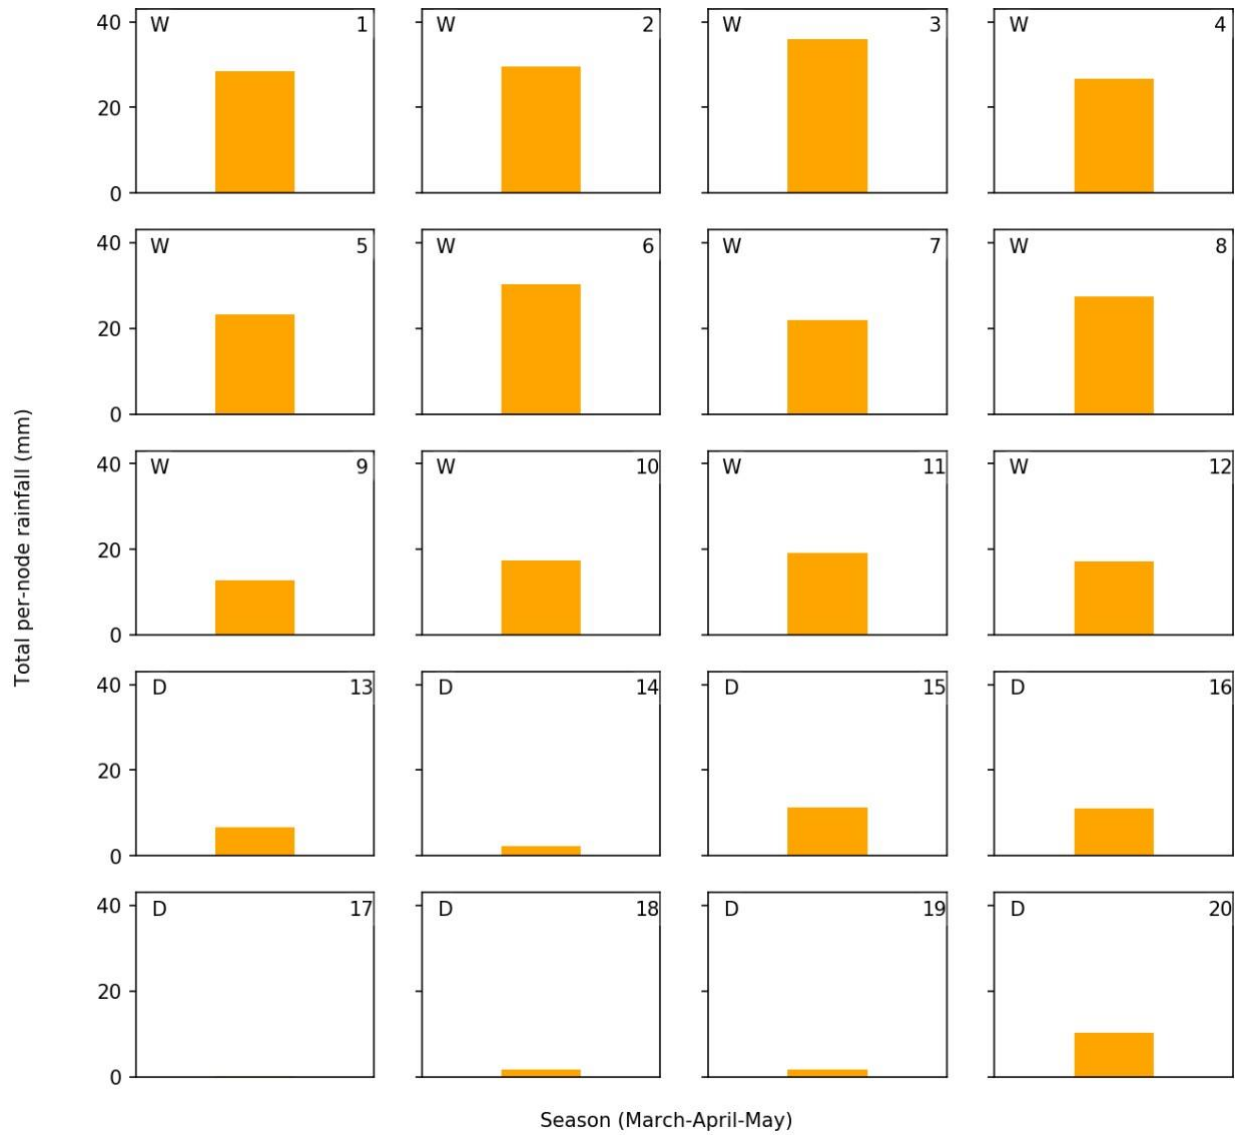 40
W 1
W 2
W 3
W 4
20
0
40
W 5
W 6
W 7
W 8
20
0
40
W 9
W 10
W 11
W 12
20
0
40
D 13
D 14
D 15
D 16
20
0
40
D 17
D 18
D 19
D 20
20
0
Total per-node rainfall (mm)
Season (March-April-May)